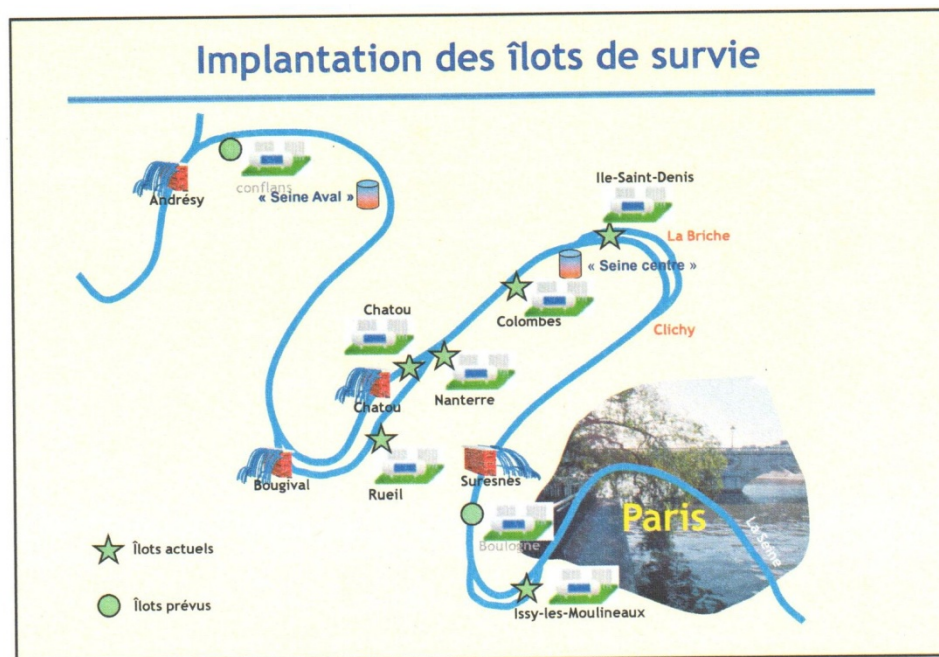 Implantation des îlots de survie
Andrésy
conflans
« Seine Aval »
Ile-Saint-Denis
La Briche
« Seine centre »
Colombes
Clichy
Chatou
Chatou
Nanterre
Bougival
Rueil
Suresnes
Boulogne
Paris
La Seine
Issy-les-Moulineaux
Îlots actuels
Îlots prévus